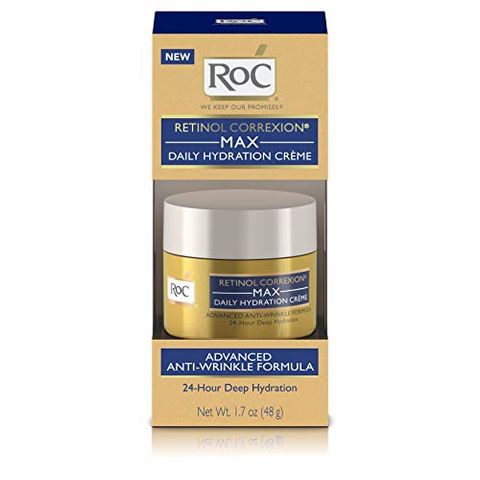 NEW
RoC
WE KEEP OUR PROMISES®
RETINOL CORREXION®
MAX
DAILY HYDRATION CRÈME
RoC
RETINOL CORREXION®
MAX
DAILY HYDRATION CRÈME
ADVANCED ANTI-WRINKLE FORMULA
24-Hour Deep Hydration
ADVANCED
ANTI-WRINKLE FORMULA
24-Hour Deep Hydration
Net Wt. 1.7 oz (48 g)